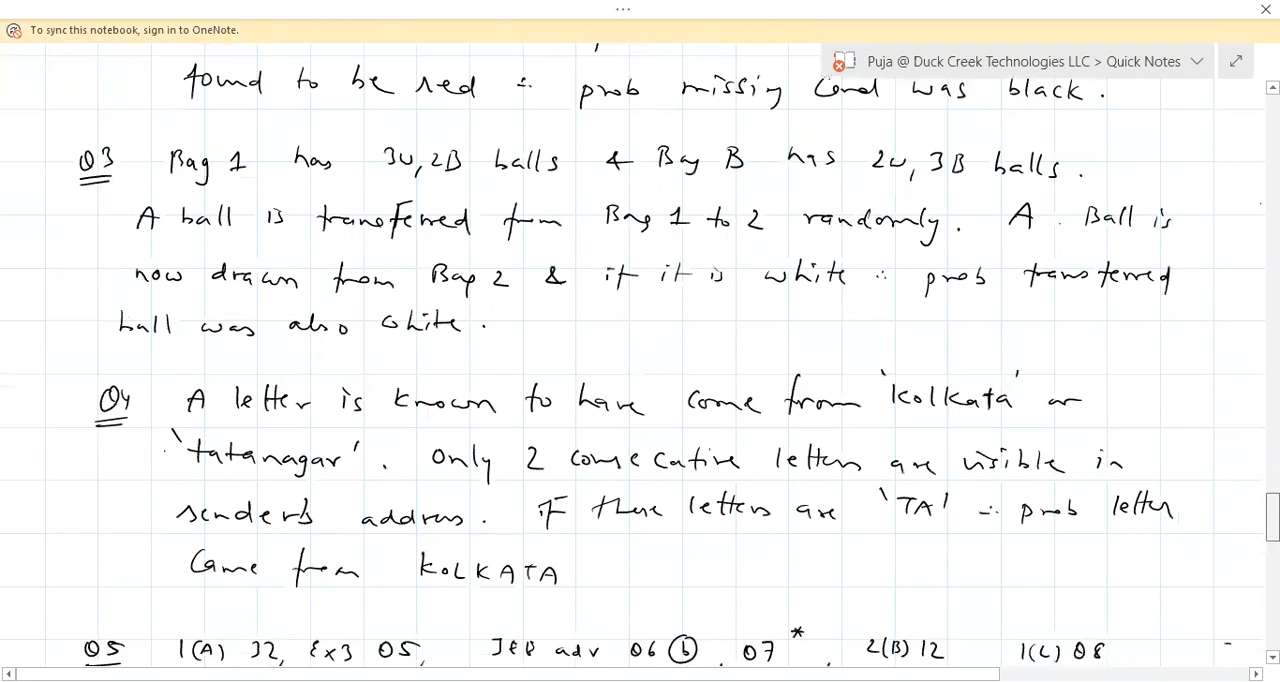 To sync this notebook, sign in to OneNote.
Puja @ Duck Creek Technologies LLC > Quick Notes
found to be red ∴ prob missing card was black.
Q3 Bag 1 has 3W, 2B balls & Bag B has 2W, 3B balls.
A ball is transferred from Bag 1 to 2 randomly. A Ball is
now drawn from Bag 2 & if it is white ∴ prob transferred
ball was also white.
Q4 A letter is known to have come from 'kolkata' or
'tatanagar'. Only 2 consecative letters are visible in
sender's address. IF these letters are 'TA' ∴ prob letter
Came from KOLKATA
Q5 1(A) 32, Ex3 05, JEE adv 06 (b), 07*, 2(B) 12 1(C) 08